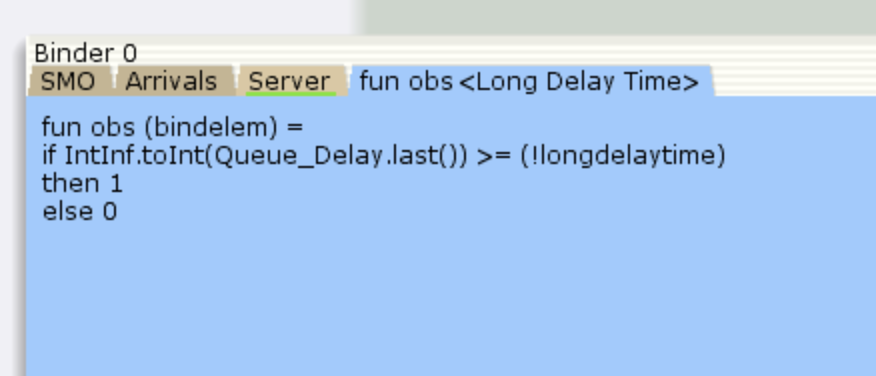 Binder 0
SMO Arrivals Server fun obs <Long Delay Time>
fun obs (bindelem) =
if IntInf.toInt(Queue_Delay.last()) >= (!longdelaytime)
then 1
else 0